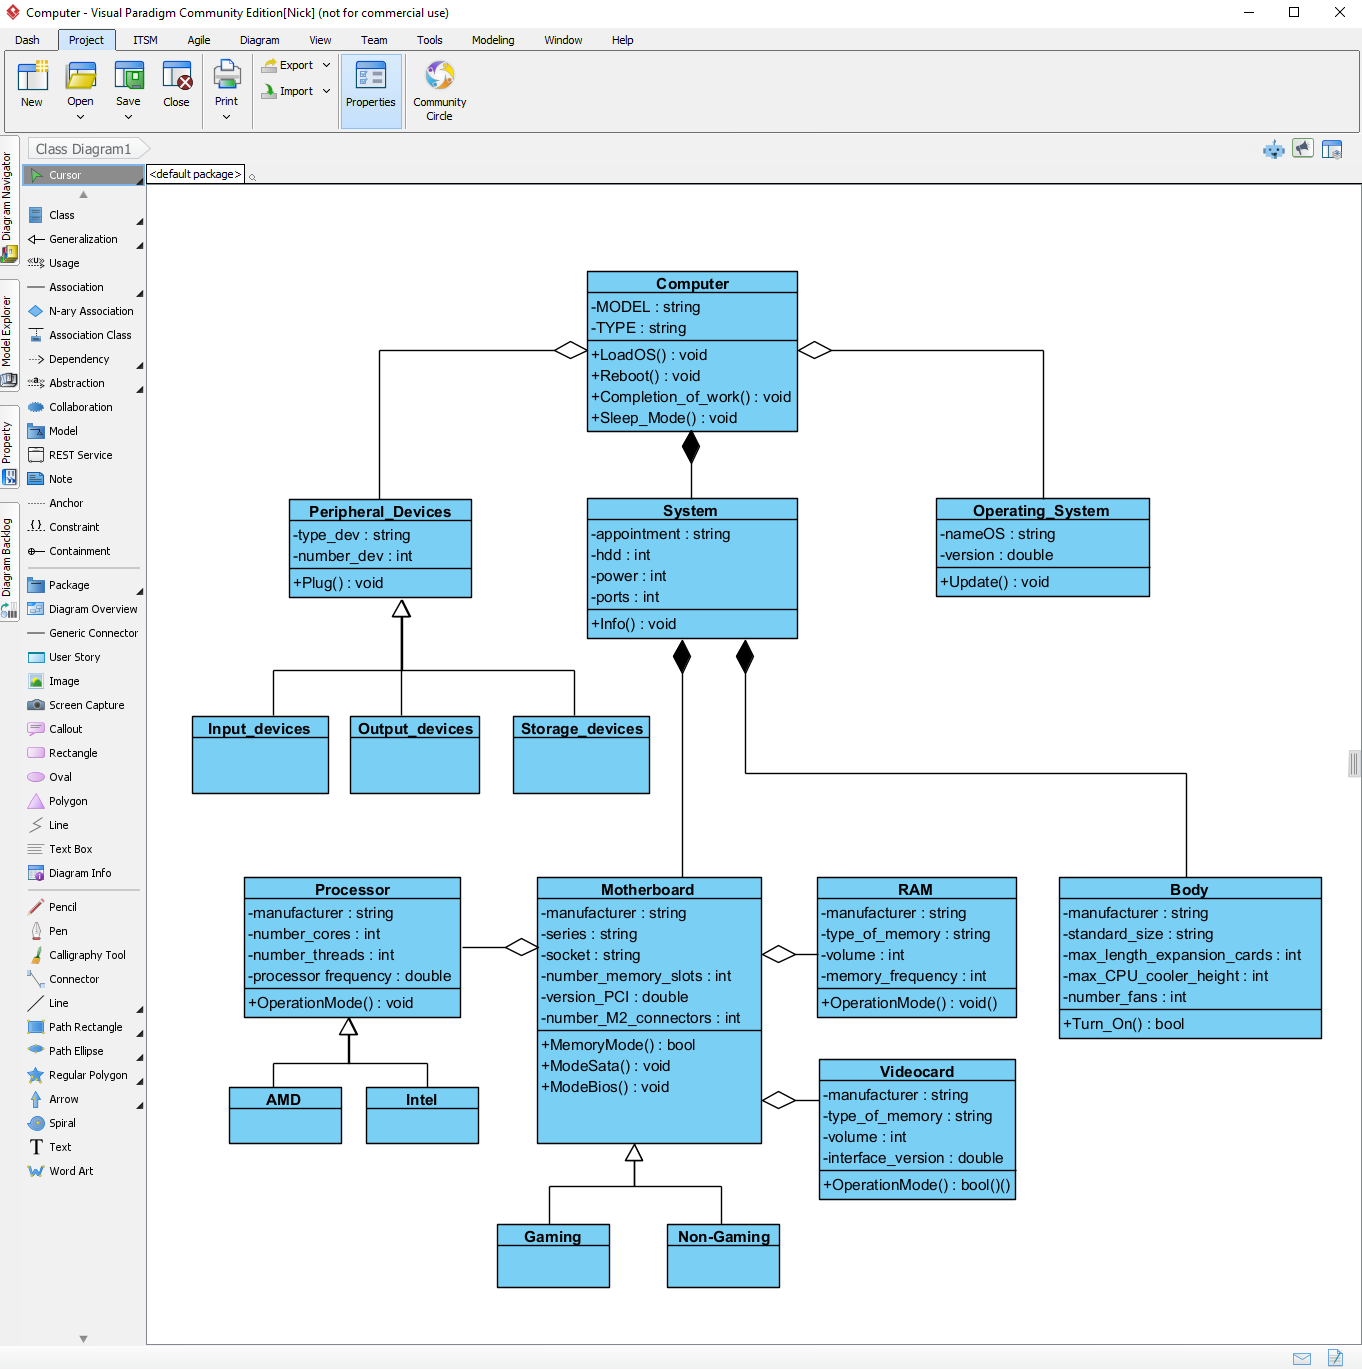 Computer - Visual Paradigm Community Edition[Nick] (not for commercial use)
Dash Project ITSM Agile Diagram View Team Tools Modeling Window Help
New
Open
Save
Close
Print
Export
Import
Properties
Community
Circle
Class Diagram1
Diagram Navigator
Model Explorer
Property
Diagram Backlog
Cursor
Class
Generalization
<<U>> Usage
Association
N-ary Association
Association Class
Dependency
<<a>> Abstraction
Collaboration
Model
REST Service
Note
Anchor
{} Constraint
Containment
Package
Diagram Overview
Generic Connector
User Story
Image
Screen Capture
Callout
Rectangle
Oval
Polygon
Line
Text Box
Diagram Info
Pencil
Pen
Calligraphy Tool
Connector
Line
Path Rectangle
Path Ellipse
Regular Polygon
Arrow
Spiral
T Text
W Word Art
<default package>
Computer
-MODEL : string
-TYPE : string
+LoadOS() : void
+Reboot() : void
+Completion_of_work() : void
+Sleep_Mode() : void
Peripheral_Devices
-type_dev : string
-number_dev : int
+Plug() : void
System
-appointment : string
-hdd : int
-power : int
-ports : int
+Info() : void
Operating_System
-nameOS : string
-version : double
+Update() : void
Input_devices
Output_devices
Storage_devices
Processor
-manufacturer : string
-number_cores : int
-number_threads : int
-processor frequency : double
+OperationMode() : void
Motherboard
-manufacturer : string
-series : string
-socket : string
-number_memory_slots : int
-version_PCI : double
-number_M2_connectors : int
+MemoryMode() : bool
+ModeSata() : void
+ModeBios() : void
RAM
-manufacturer : string
-type_of_memory : string
-volume : int
-memory_frequency : int
+OperationMode() : void()
Body
-manufacturer : string
-standard_size : string
-max_length_expansion_cards : int
-max_CPU_cooler_height : int
-number_fans : int
+Turn_On() : bool
Videocard
-manufacturer : string
-type_of_memory : string
-volume : int
-interface_version : double
+OperationMode() : bool()()
AMD
Intel
Gaming
Non-Gaming